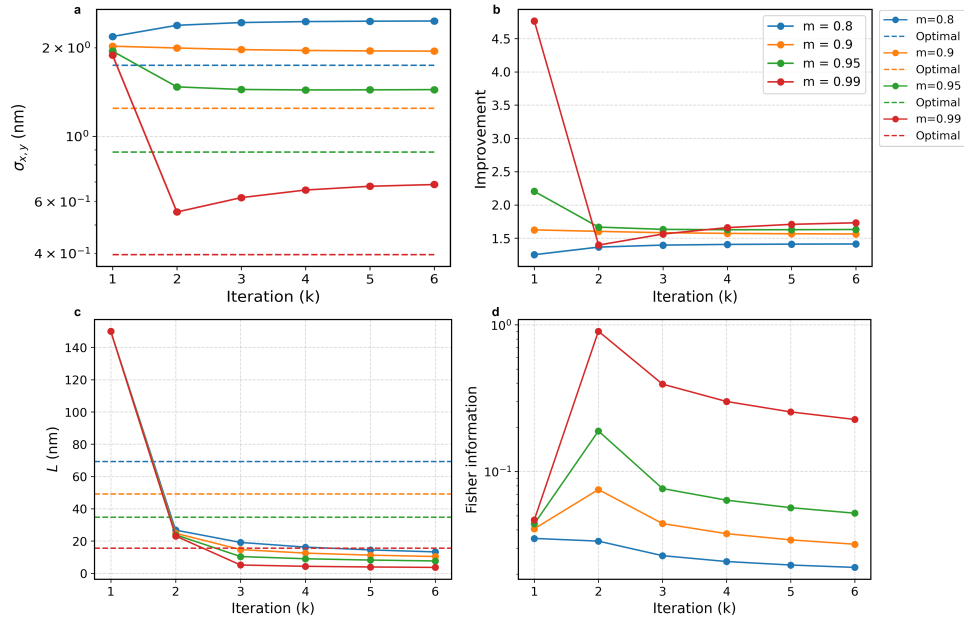 a
2 × 10⁰
10⁰
6 × 10⁻¹
4 × 10⁻¹
σx,y (nm)
1 2 3 4 5 6
Iteration (k)
b
4.5
4.0
3.5
3.0
2.5
2.0
1.5
Improvement
m = 0.8
m = 0.9
m = 0.95
m = 0.99
1 2 3 4 5 6
Iteration (k)
m=0.8
Optimal
m=0.9
Optimal
m=0.95
Optimal
m=0.99
Optimal
c
140
120
100
80
60
40
20
0
L (nm)
1 2 3 4 5 6
Iteration (k)
d
10⁰
10⁻¹
Fisher information
1 2 3 4 5 6
Iteration (k)